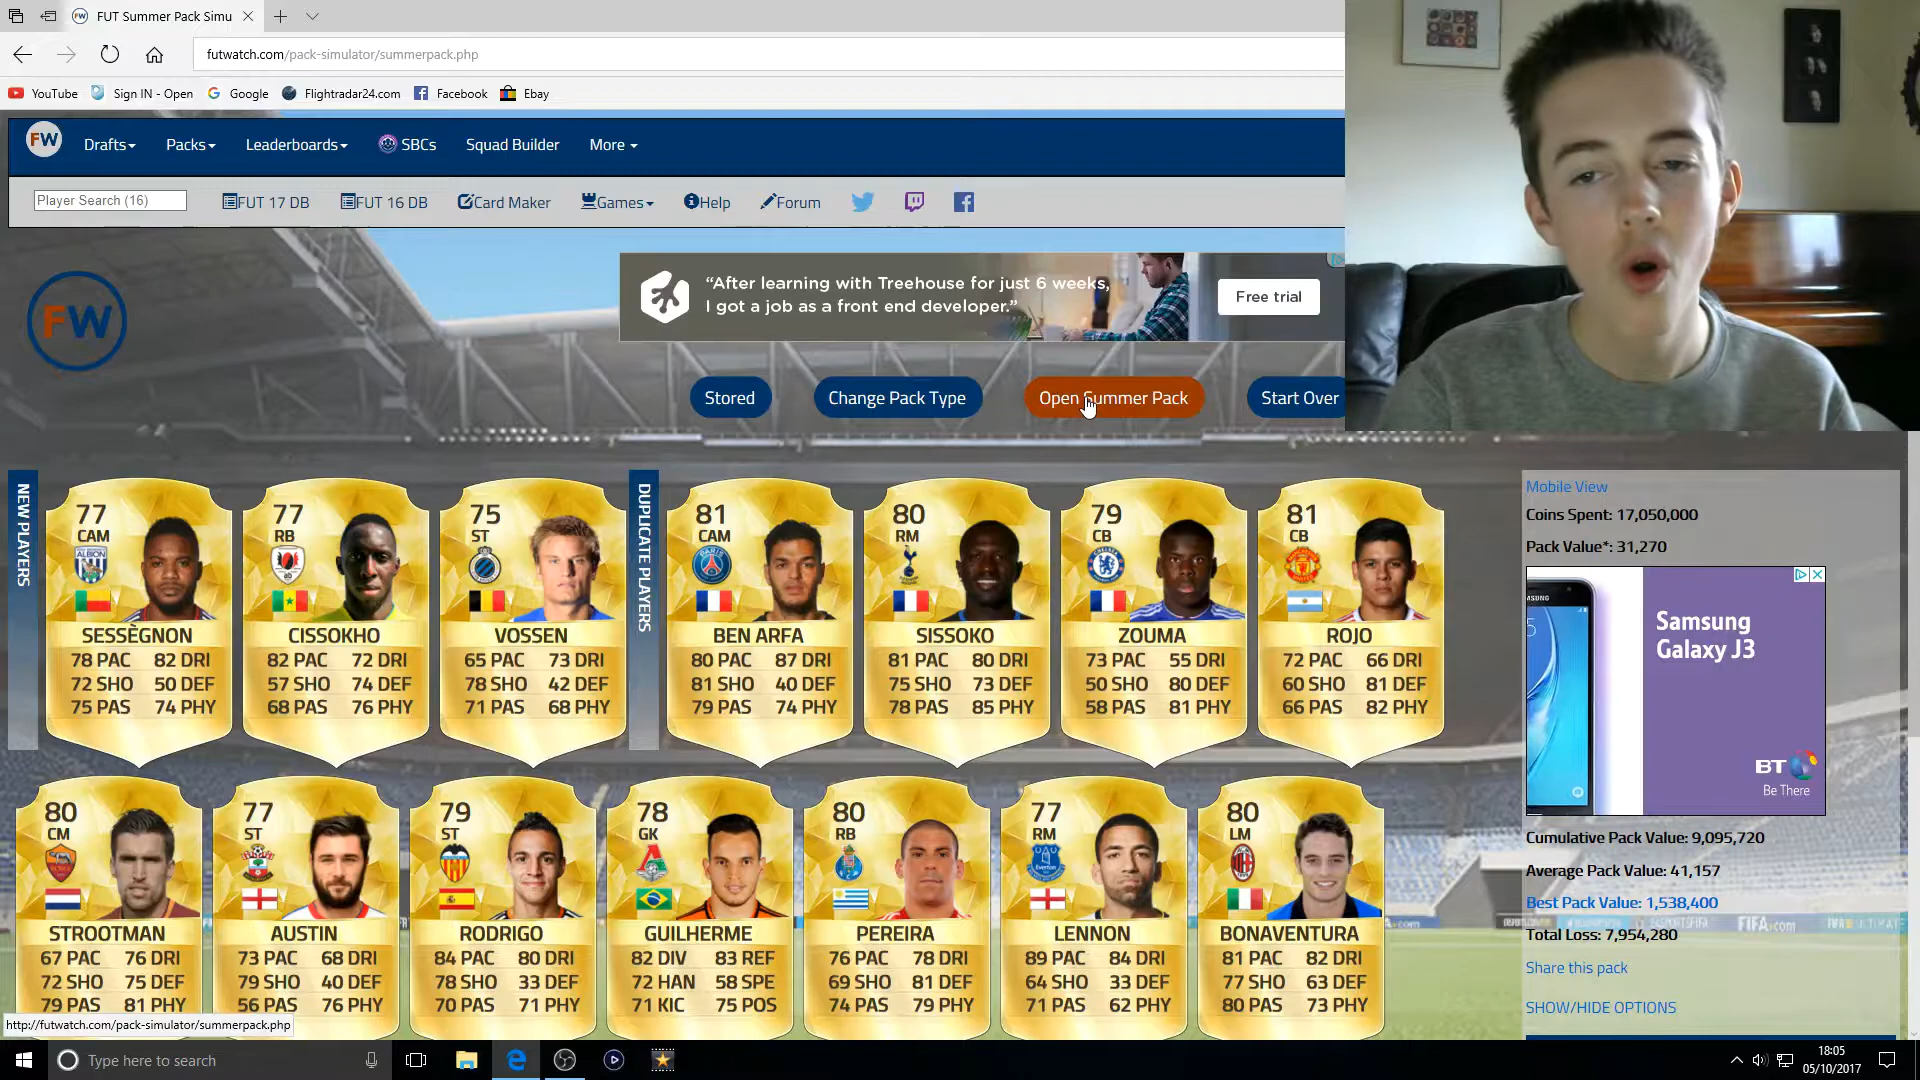 FW FUT Summer Pack Simu
futwatch.com/pack-simulator/summerpack.php
YouTube Sign IN - Open Google Flightradar24.com Facebook Ebay
FW Drafts Packs Leaderboards SBCs Squad Builder More
Player Search (16) FUT 17 DB FUT 16 DB Card Maker Games Help Forum
FW
“After learning with Treehouse for just 6 weeks,
I got a job as a front end developer.”
Free trial
Stored Change Pack Type Open Summer Pack Start Over
NEW PLAYERS
77
CAM
ALBION
SESSÈGNON
78 PAC 82 DRI
72 SHO 50 DEF
75 PAS 74 PHY
77
RB
CISSOKHO
82 PAC 72 DRI
57 SHO 74 DEF
68 PAS 76 PHY
75
ST
VOSSEN
65 PAC 73 DRI
78 SHO 42 DEF
71 PAS 68 PHY
DUPLICATE PLAYERS
81
CAM
PARIS
BEN ARFA
80 PAC 87 DRI
81 SHO 40 DEF
79 PAS 74 PHY
80
RM
SISSOKO
81 PAC 80 DRI
75 SHO 73 DEF
78 PAS 85 PHY
79
CB
ZOUMA
73 PAC 55 DRI
50 SHO 80 DEF
58 PAS 81 PHY
81
CB
ROJO
72 PAC 66 DRI
60 SHO 81 DEF
66 PAS 82 PHY
80
CM
STROOTMAN
67 PAC 76 DRI
72 SHO 75 DEF
79 PAS 81 PHY
77
ST
AUSTIN
73 PAC 68 DRI
79 SHO 40 DEF
56 PAS 76 PHY
79
ST
RODRIGO
84 PAC 80 DRI
78 SHO 33 DEF
70 PAS 71 PHY
78
GK
GUILHERME
82 DIV 83 REF
72 HAN 58 SPE
71 KIC 75 POS
80
RB
PEREIRA
76 PAC 78 DRI
69 SHO 81 DEF
74 PAS 79 PHY
77
RM
Everton
LENNON
89 PAC 84 DRI
64 SHO 33 DEF
71 PAS 62 PHY
80
LM
BONAVENTURA
81 PAC 82 DRI
77 SHO 63 DEF
80 PAS 73 PHY
Mobile View
Coins Spent: 17,050,000
Pack Value*: 31,270
Samsung
Galaxy J3
BT
Be There
Cumulative Pack Value: 9,095,720
Average Pack Value: 41,157
Best Pack Value: 1,538,400
Total Loss: 7,954,280
Share this pack
SHOW/HIDE OPTIONS
FIFA.com
http://futwatch.com/pack-simulator/summerpack.php
Type here to search
18:05
05/10/2017